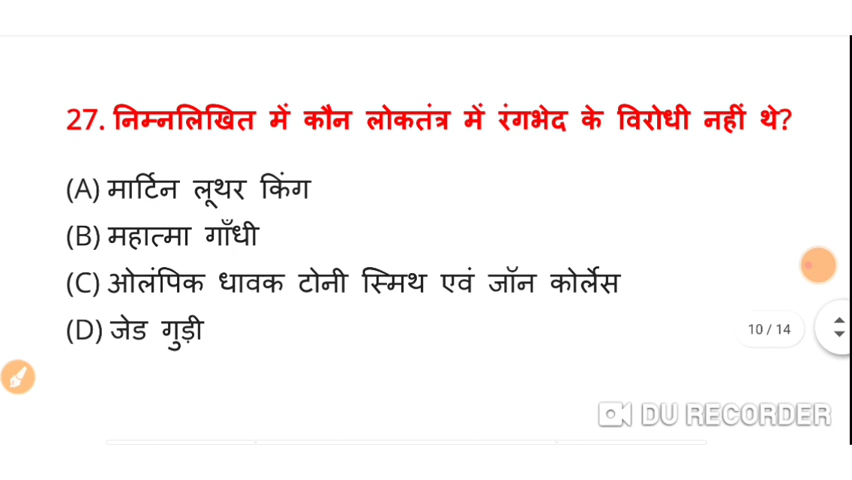 27. निम्नलिखित में कौन लोकतंत्र में रंगभेद के विरोधी नहीं थे?
(A) मार्टिन लूथर किंग
(B) महात्मा गाँधी
(C) ओलंपिक धावक टोनी स्मिथ एवं जॉन कोर्लेस
(D) जेड गुड़ी
10 / 14
DU RECORDER